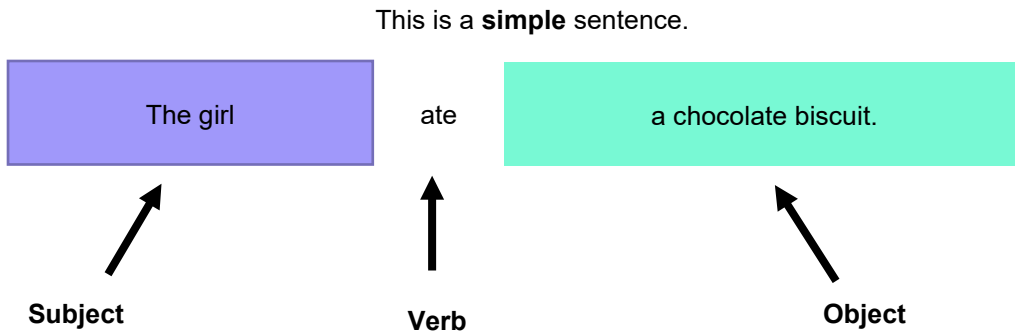 This is a simple sentence.
The girl ate a chocolate biscuit.
Subject Verb Object